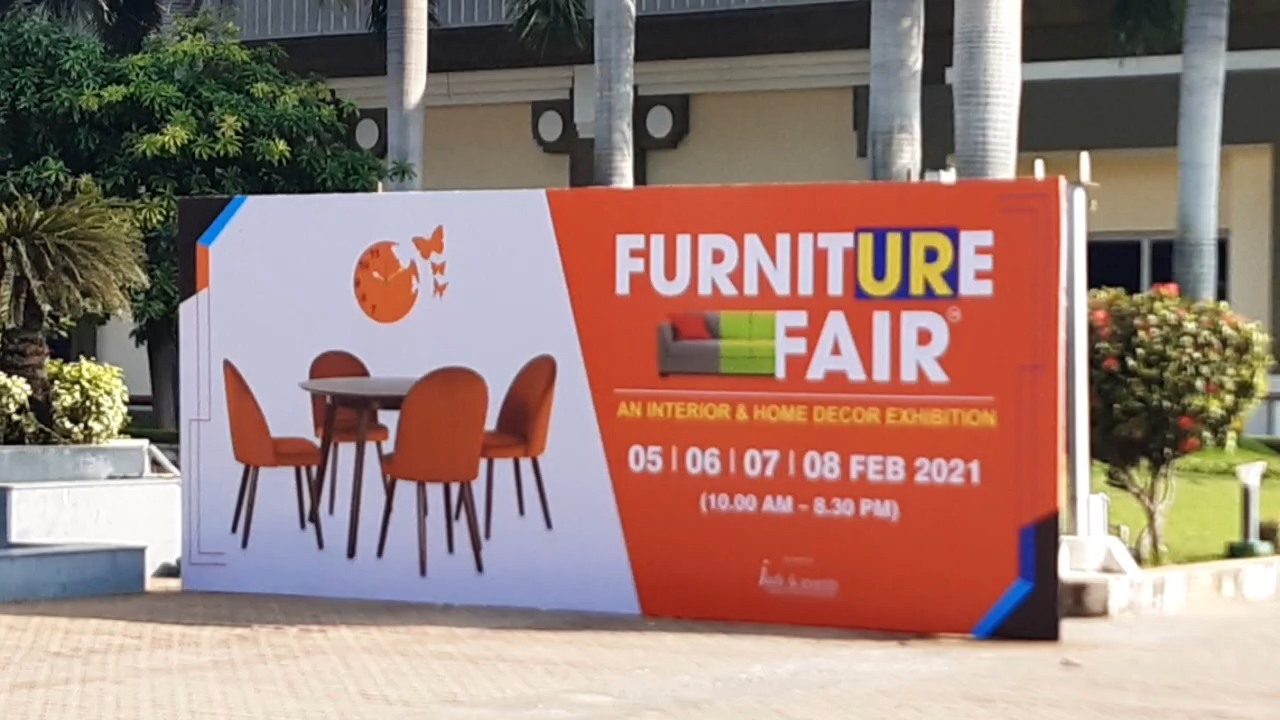 FURNITURE
FAIR
AN INTERIOR & HOME DECOR EXHIBITION
05 | 06 | 07 | 08 FEB 2021
(10.00 AM – 8.30 PM)